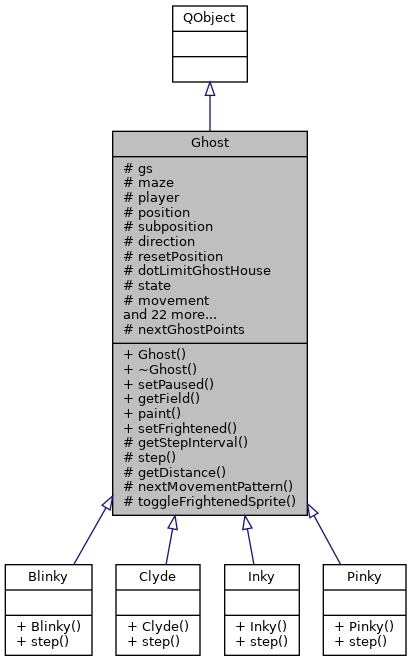 QObject
Ghost
# gs
# maze
# player
# position
# subposition
# direction
# resetPosition
# dotLimitGhostHouse
# state
# movement
and 22 more...
# nextGhostPoints
+ Ghost()
+ ~Ghost()
+ setPaused()
+ getField()
+ paint()
+ setFrightened()
# getStepInterval()
# step()
# getDistance()
# nextMovementPattern()
# toggleFrightenedSprite()
Blinky
+ Blinky()
+ step()
Clyde
+ Clyde()
+ step()
Inky
+ Inky()
+ step()
Pinky
+ Pinky()
+ step()